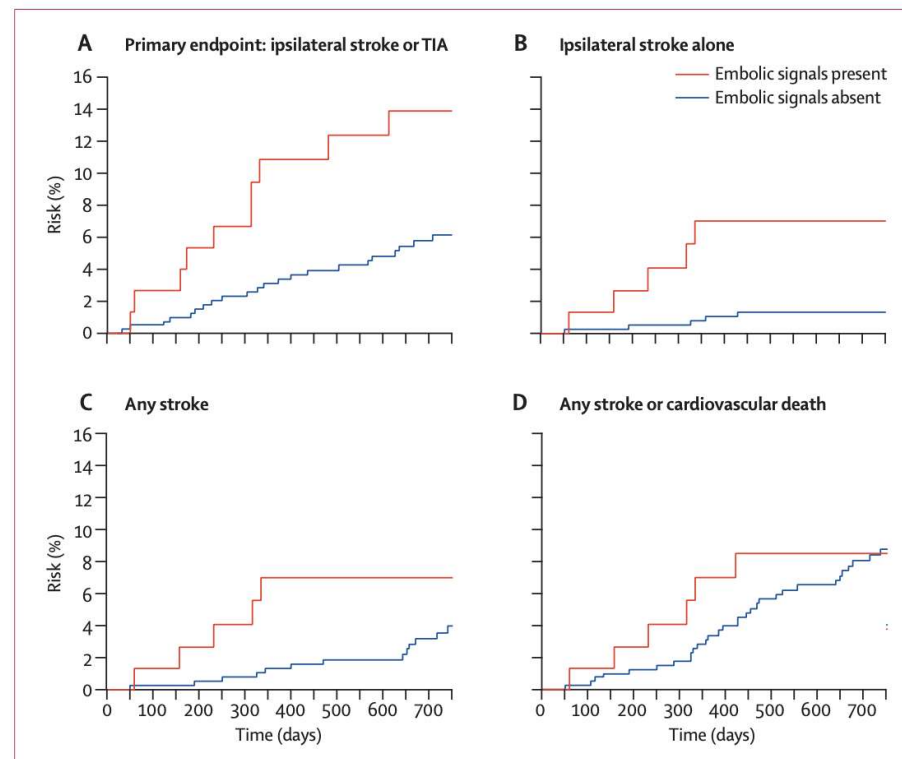 A Primary endpoint: ipsilateral stroke or TIA
16
14
12
10
8
6
4
2
0
Risk (%)
B Ipsilateral stroke alone
Embolic signals present
Embolic signals absent
C Any stroke
16
14
12
10
8
6
4
2
0
Risk (%)
0 100 200 300 400 500 600 700
Time (days)
D Any stroke or cardiovascular death
0 100 200 300 400 500 600 700
Time (days)